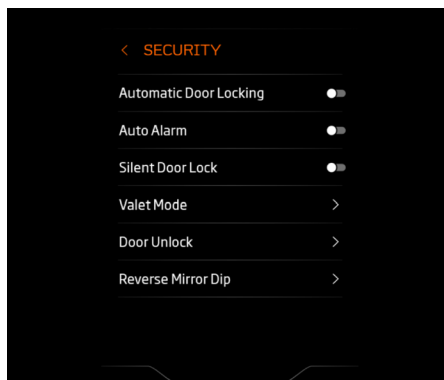 SECURITY
Automatic Door Locking
Auto Alarm
Silent Door Lock
Valet Mode
Door Unlock
Reverse Mirror Dip